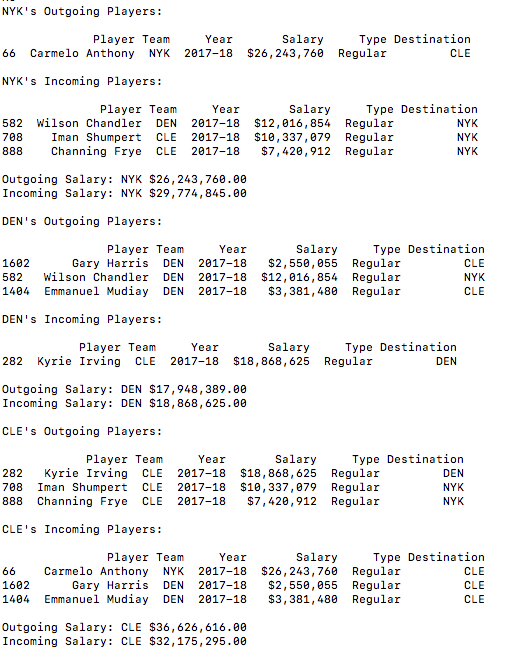 NYK's Outgoing Players:
Player Team Year Salary Type Destination
66 Carmelo Anthony NYK 2017-18 $26,243,760 Regular CLE
NYK's Incoming Players:
Player Team Year Salary Type Destination
582 Wilson Chandler DEN 2017-18 $12,016,854 Regular NYK
708 Iman Shumpert CLE 2017-18 $10,337,079 Regular NYK
888 Channing Frye CLE 2017-18 $7,420,912 Regular NYK
Outgoing Salary: NYK $26,243,760.00
Incoming Salary: NYK $29,774,845.00
DEN's Outgoing Players:
Player Team Year Salary Type Destination
1602 Gary Harris DEN 2017-18 $2,550,055 Regular CLE
582 Wilson Chandler DEN 2017-18 $12,016,854 Regular NYK
1404 Emmanuel Mudiay DEN 2017-18 $3,381,480 Regular CLE
DEN's Incoming Players:
Player Team Year Salary Type Destination
282 Kyrie Irving CLE 2017-18 $18,868,625 Regular DEN
Outgoing Salary: DEN $17,948,389.00
Incoming Salary: DEN $18,868,625.00
CLE's Outgoing Players:
Player Team Year Salary Type Destination
282 Kyrie Irving CLE 2017-18 $18,868,625 Regular DEN
708 Iman Shumpert CLE 2017-18 $10,337,079 Regular NYK
888 Channing Frye CLE 2017-18 $7,420,912 Regular NYK
CLE's Incoming Players:
Player Team Year Salary Type Destination
66 Carmelo Anthony NYK 2017-18 $26,243,760 Regular CLE
1602 Gary Harris DEN 2017-18 $2,550,055 Regular CLE
1404 Emmanuel Mudiay DEN 2017-18 $3,381,480 Regular CLE
Outgoing Salary: CLE $36,626,616.00
Incoming Salary: CLE $32,175,295.00